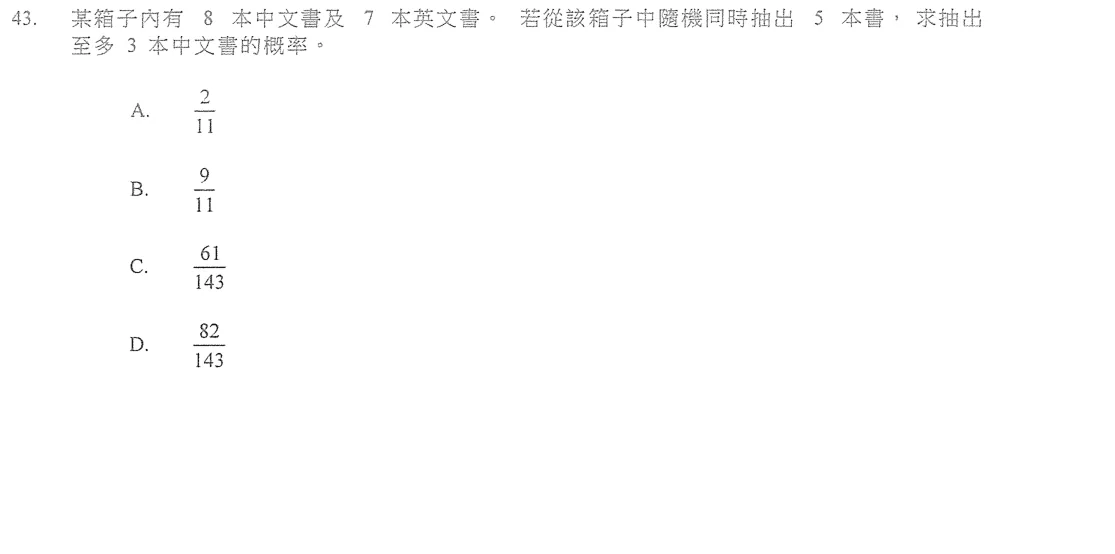 43. 某箱子內有 8 本中文書及 7 本英文書。 若從該箱子中隨機同時抽出 5 本書, 求抽出
至多 3 本中文書的概率。
A. 2/11
B. 9/11
C. 61/143
D. 82/143